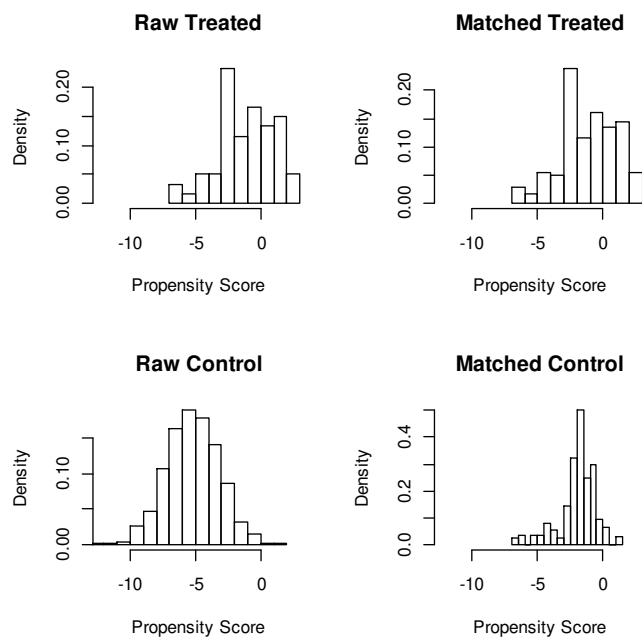 Raw Treated
Density
0.00 0.10 0.20
-10 -5 0
Propensity Score
Matched Treated
Density
0.00 0.10 0.20
-10 -5 0
Propensity Score
Raw Control
Density
0.00 0.10
-10 -5 0
Propensity Score
Matched Control
Density
0.0 0.2 0.4
-10 -5 0
Propensity Score